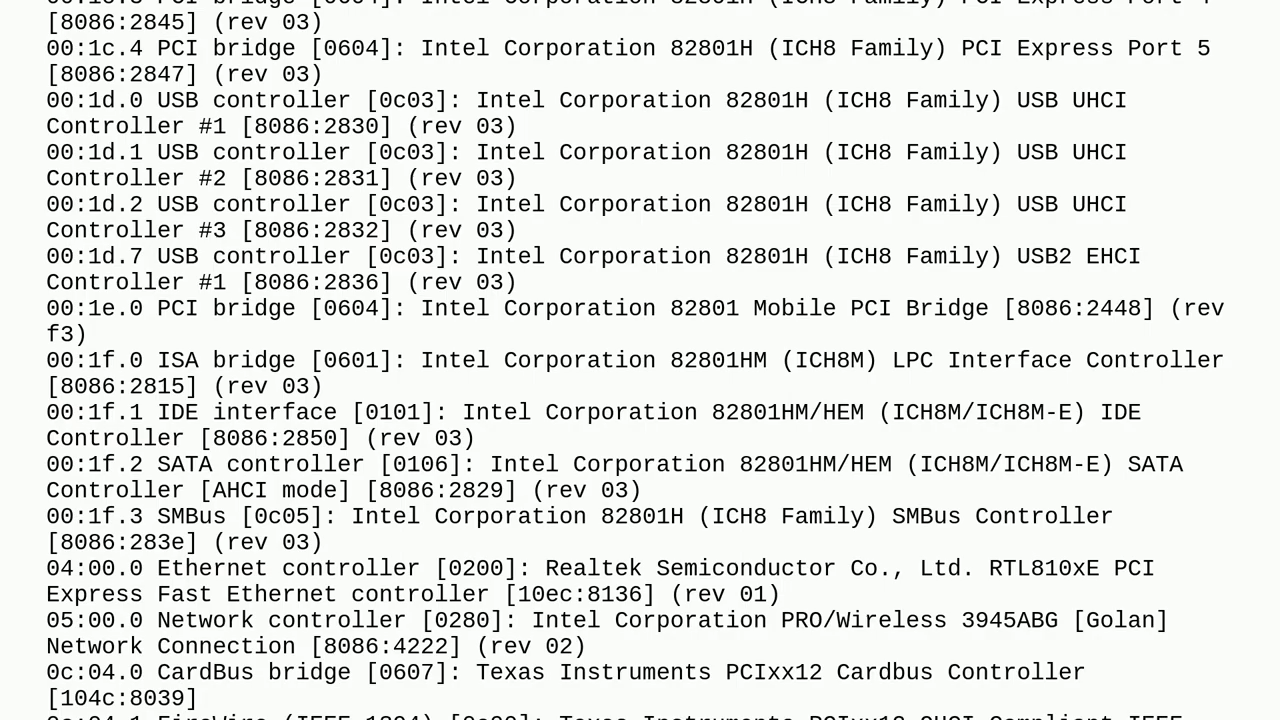 [8086:2845] (rev 03)
00:1c.4 PCI bridge [0604]: Intel Corporation 82801H (ICH8 Family) PCI Express Port 5
[8086:2847] (rev 03)
00:1d.0 USB controller [0c03]: Intel Corporation 82801H (ICH8 Family) USB UHCI
Controller #1 [8086:2830] (rev 03)
00:1d.1 USB controller [0c03]: Intel Corporation 82801H (ICH8 Family) USB UHCI
Controller #2 [8086:2831] (rev 03)
00:1d.2 USB controller [0c03]: Intel Corporation 82801H (ICH8 Family) USB UHCI
Controller #3 [8086:2832] (rev 03)
00:1d.7 USB controller [0c03]: Intel Corporation 82801H (ICH8 Family) USB2 EHCI
Controller #1 [8086:2836] (rev 03)
00:1e.0 PCI bridge [0604]: Intel Corporation 82801 Mobile PCI Bridge [8086:2448] (rev
f3)
00:1f.0 ISA bridge [0601]: Intel Corporation 82801HM (ICH8M) LPC Interface Controller
[8086:2815] (rev 03)
00:1f.1 IDE interface [0101]: Intel Corporation 82801HM/HEM (ICH8M/ICH8M-E) IDE
Controller [8086:2850] (rev 03)
00:1f.2 SATA controller [0106]: Intel Corporation 82801HM/HEM (ICH8M/ICH8M-E) SATA
Controller [AHCI mode] [8086:2829] (rev 03)
00:1f.3 SMBus [0c05]: Intel Corporation 82801H (ICH8 Family) SMBus Controller
[8086:283e] (rev 03)
04:00.0 Ethernet controller [0200]: Realtek Semiconductor Co., Ltd. RTL810xE PCI
Express Fast Ethernet controller [10ec:8136] (rev 01)
05:00.0 Network controller [0280]: Intel Corporation PRO/Wireless 3945ABG [Golan]
Network Connection [8086:4222] (rev 02)
0c:04.0 CardBus bridge [0607]: Texas Instruments PCIxx12 Cardbus Controller
[104c:8039]